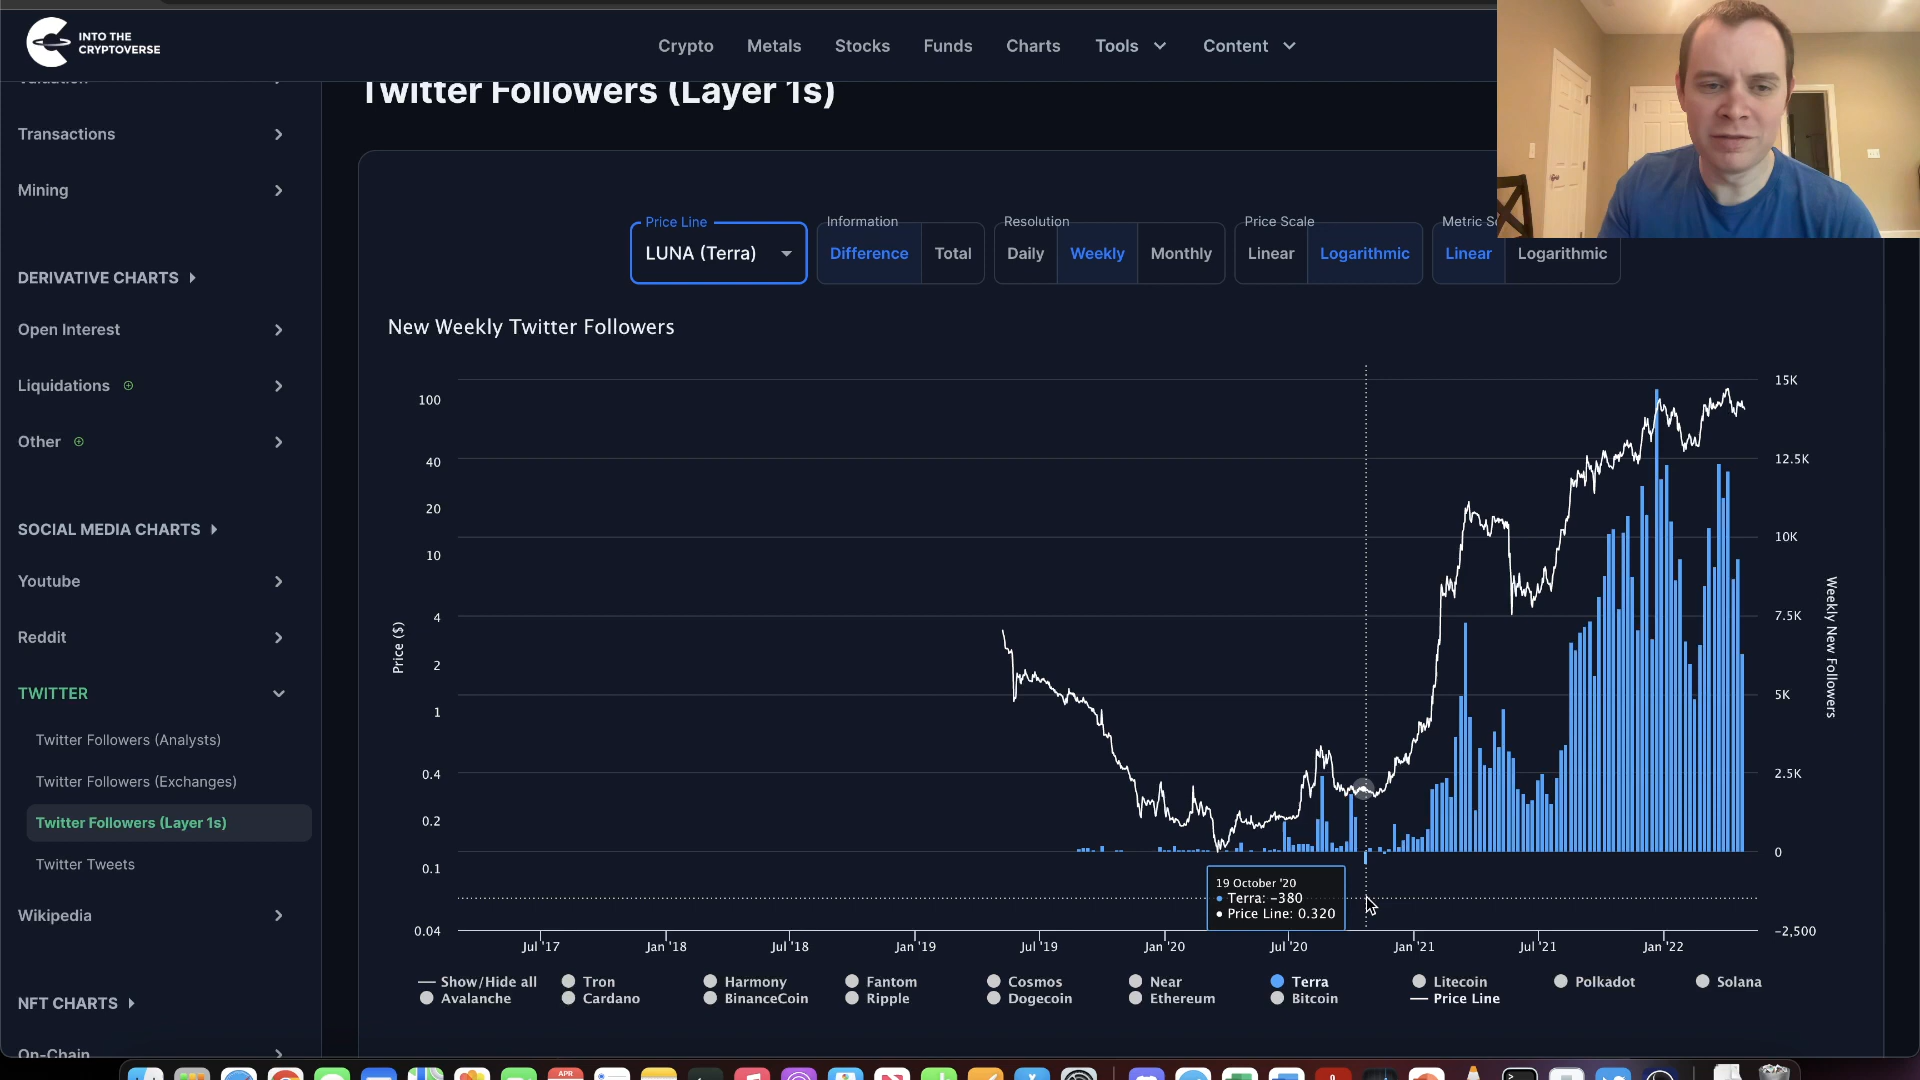 INTO THE
CRYPTOVERSE
Crypto
Metals
Stocks
Funds
Charts
Tools
Content
Valuation
Transactions
Mining
DERIVATIVE CHARTS
Open Interest
Liquidations
Other
SOCIAL MEDIA CHARTS
Youtube
Reddit
TWITTER
Twitter Followers (Analysts)
Twitter Followers (Exchanges)
Twitter Followers (Layer 1s)
Twitter Tweets
Wikipedia
NFT CHARTS
On-Chain
Twitter Followers (Layer 1s)
Price Line
LUNA (Terra)
Information
Difference
Total
Resolution
Daily
Weekly
Monthly
Price Scale
Linear
Logarithmic
Metric S
Linear
Logarithmic
New Weekly Twitter Followers
100
40
20
10
4
2
1
0.4
0.2
0.1
0.04
Price ($)
15K
12.5K
10K
7.5K
5K
2.5K
0
-2,500
Weekly New Followers
19 October '20
Terra: -380
Price Line: 0.320
Jul '17
Jan '18
Jul '18
Jan '19
Jul '19
Jan '20
Jul '20
Jan '21
Jul '21
Jan '22
Show/Hide all
Tron
Harmony
Fantom
Cosmos
Near
Terra
Litecoin
Polkadot
Solana
Avalanche
Cardano
BinanceCoin
Ripple
Dogecoin
Ethereum
Bitcoin
Price Line
APR